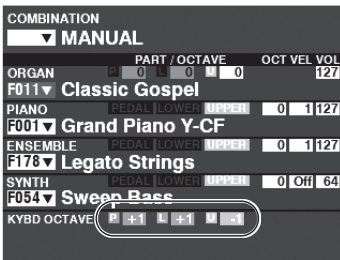 COMBINATION
▼ MANUAL
PART / OCTAVE OCT VEL VOL
ORGAN P 0 L 0 U 0 127
F011▼ Classic Gospel
PIANO PEDAL LOWER UPPER 0 1 127
F001▼ Grand Piano Y-CF
ENSEMBLE PEDAL LOWER UPPER 0 1 127
F178▼ Legato Strings
SYNTH PEDAL LOWER UPPER 0 Off 64
F054▼ Sweep Bass
KYBD OCTAVE P +1 L +1 U -1